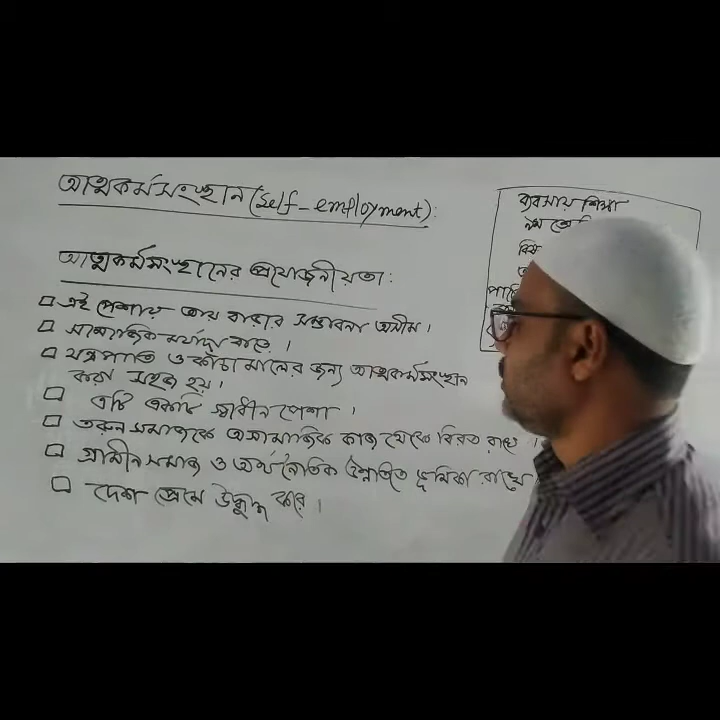 আত্মকর্মসংস্থান (Self-employment):
আত্মকর্মসংস্থানের প্রয়োজনীয়তা:
এই পেশায় আয় বাড়ার সম্ভাবনা অসীম।
সামাজিক মর্যাদা বাড়ে।
যন্ত্রপাতি ও কাঁচা মালের জন্য আত্মকর্মসংস্থান
করা সহজ হয়।
এটি একটি স্বাধীন পেশা।
তরুন সমাজকে অসামাজিক কাজ থেকে বিরত রাখে।
গ্রামীন সমাজ ও অর্থনৈতিক উন্নতিতে ভূমিকা রাখে
দেশ প্রেমে উদ্ধুদ্ধ করে।
ব্যবসায় শিক্ষা